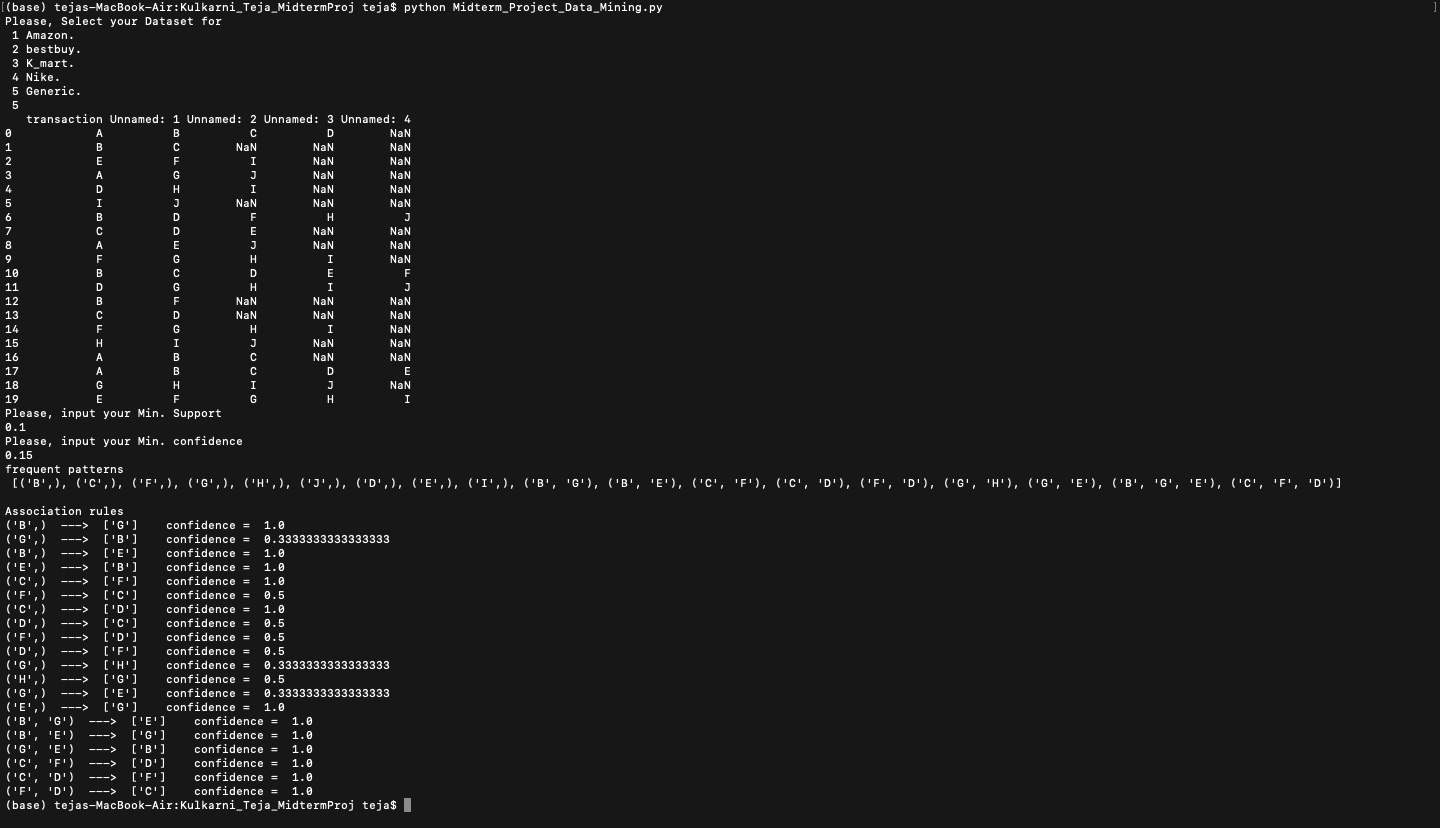 [(base) tejas-MacBook-Air:Kulkarni_Teja_MidtermProj teja$ python Midterm_Project_Data_Mining.py ]
Please, Select your Dataset for
 1 Amazon.
 2 bestbuy.
 3 K_mart.
 4 Nike.
 5 Generic.
 5
   transaction Unnamed: 1 Unnamed: 2 Unnamed: 3 Unnamed: 4
0            A          B          C          D        NaN
1            B          C        NaN        NaN        NaN
2            E          F          I        NaN        NaN
3            A          G          J        NaN        NaN
4            D          H          I        NaN        NaN
5            I          J        NaN        NaN        NaN
6            B          D          F          H          J
7            C          D          E        NaN        NaN
8            A          E          J        NaN        NaN
9            F          G          H          I        NaN
10           B          C          D          E          F
11           D          G          H          I          J
12           B          F        NaN        NaN        NaN
13           C          D        NaN        NaN        NaN
14           F          G          H          I        NaN
15           H          I          J        NaN        NaN
16           A          B          C        NaN        NaN
17           A          B          C          D          E
18           G          H          I          J        NaN
19           E          F          G          H          I
Please, input your Min. Support
0.1
Please, input your Min. confidence
0.15
frequent patterns
 [('B',), ('C',), ('F',), ('G',), ('H',), ('J',), ('D',), ('E',), ('I',), ('B', 'G'), ('B', 'E'), ('C', 'F'), ('C', 'D'), ('F', 'D'), ('G', 'H'), ('G', 'E'), ('B', 'G', 'E'), ('C', 'F', 'D')]
Association rules
('B',)  --->  ['G']    confidence =  1.0
('G',)  --->  ['B']    confidence =  0.3333333333333333
('B',)  --->  ['E']    confidence =  1.0
('E',)  --->  ['B']    confidence =  1.0
('C',)  --->  ['F']    confidence =  1.0
('F',)  --->  ['C']    confidence =  0.5
('C',)  --->  ['D']    confidence =  1.0
('D',)  --->  ['C']    confidence =  0.5
('F',)  --->  ['D']    confidence =  0.5
('D',)  --->  ['F']    confidence =  0.5
('G',)  --->  ['H']    confidence =  0.3333333333333333
('H',)  --->  ['G']    confidence =  0.5
('G',)  --->  ['E']    confidence =  0.3333333333333333
('E',)  --->  ['G']    confidence =  1.0
('B', 'G')  --->  ['E']    confidence =  1.0
('B', 'E')  --->  ['G']    confidence =  1.0
('G', 'E')  --->  ['B']    confidence =  1.0
('C', 'F')  --->  ['D']    confidence =  1.0
('C', 'D')  --->  ['F']    confidence =  1.0
('F', 'D')  --->  ['C']    confidence =  1.0
(base) tejas-MacBook-Air:Kulkarni_Teja_MidtermProj teja$